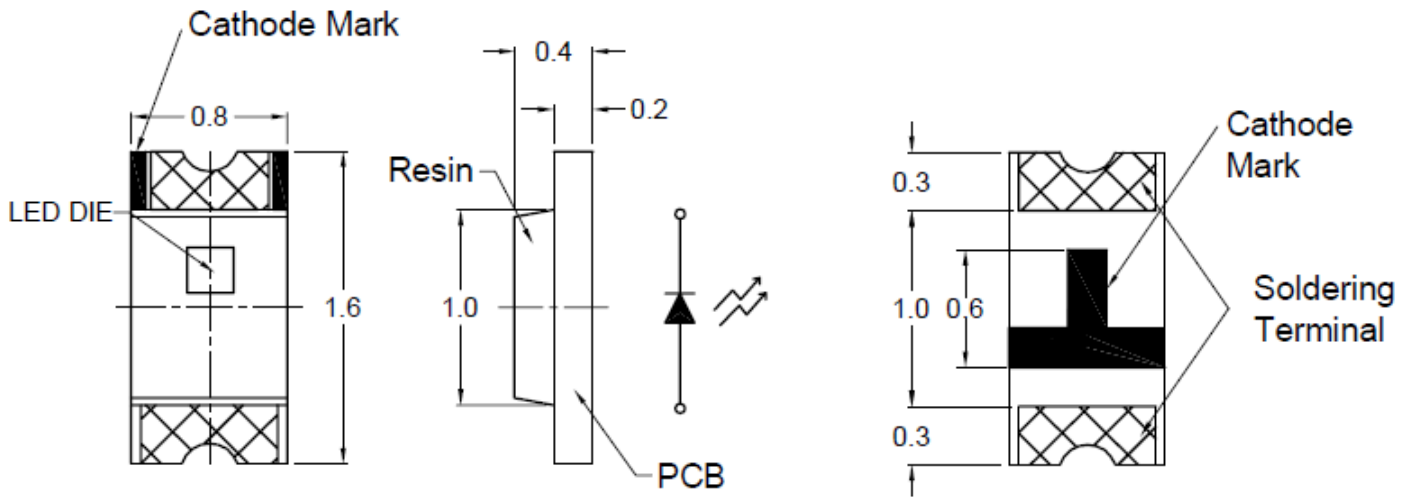 Cathode Mark
0.8
LED DIE
1.6
0.4
0.2
Resin
1.0
PCB
Cathode
Mark
0.3
1.0
0.6
0.3
Soldering
Terminal